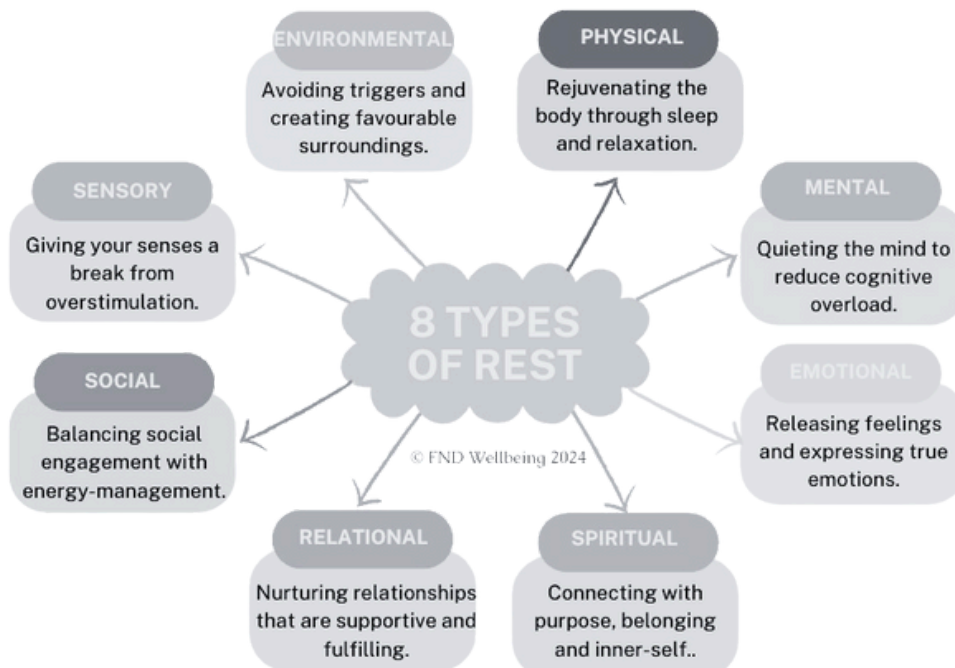 ENVIRONMENTAL
Avoiding triggers and
creating favourable
surroundings.
PHYSICAL
Rejuvenating the
body through sleep
and relaxation.
SENSORY
Giving your senses a
break from
overstimulation.
MENTAL
Quieting the mind to
reduce cognitive
overload.
8 TYPES
OF REST
SOCIAL
Balancing social
engagement with
energy-management.
EMOTIONAL
Releasing feelings
and expressing true
emotions.
© FND Wellbeing 2024
RELATIONAL
Nurturing relationships
that are supportive and
fulfilling.
SPIRITUAL
Connecting with
purpose, belonging
and inner-self..